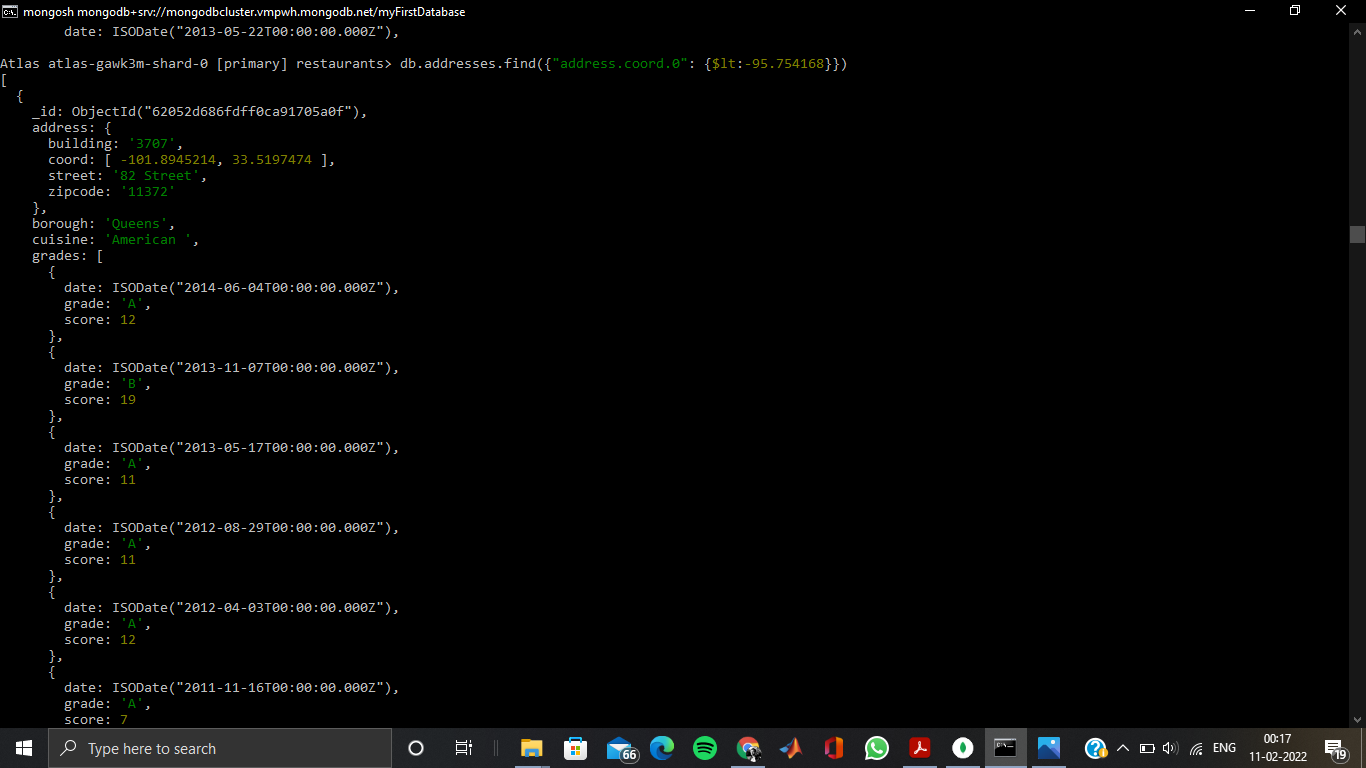 mongosh mongodb+srv://mongodbcluster.vmpwh.mongodb.net/myFirstDatabase
date: ISODate("2013-05-22T00:00:00.000Z"),
Atlas atlas-gawk3m-shard-0 [primary] restaurants> db.addresses.find({"address.coord.0": {$lt:-95.754168}})
[
{
_id: ObjectId("62052d686fdff0ca91705a0f"),
address: {
building: '3707',
coord: [ -101.8945214, 33.5197474 ],
street: '82 Street',
zipcode: '11372'
},
borough: 'Queens',
cuisine: 'American ',
grades: [
{
date: ISODate("2014-06-04T00:00:00.000Z"),
grade: 'A',
score: 12
},
{
date: ISODate("2013-11-07T00:00:00.000Z"),
grade: 'B',
score: 19
},
{
date: ISODate("2013-05-17T00:00:00.000Z"),
grade: 'A',
score: 11
},
{
date: ISODate("2012-08-29T00:00:00.000Z"),
grade: 'A',
score: 11
},
{
date: ISODate("2012-04-03T00:00:00.000Z"),
grade: 'A',
score: 12
},
{
date: ISODate("2011-11-16T00:00:00.000Z"),
grade: 'A',
score: 7
Type here to search
66
ENG
00:17
11-02-2022
19